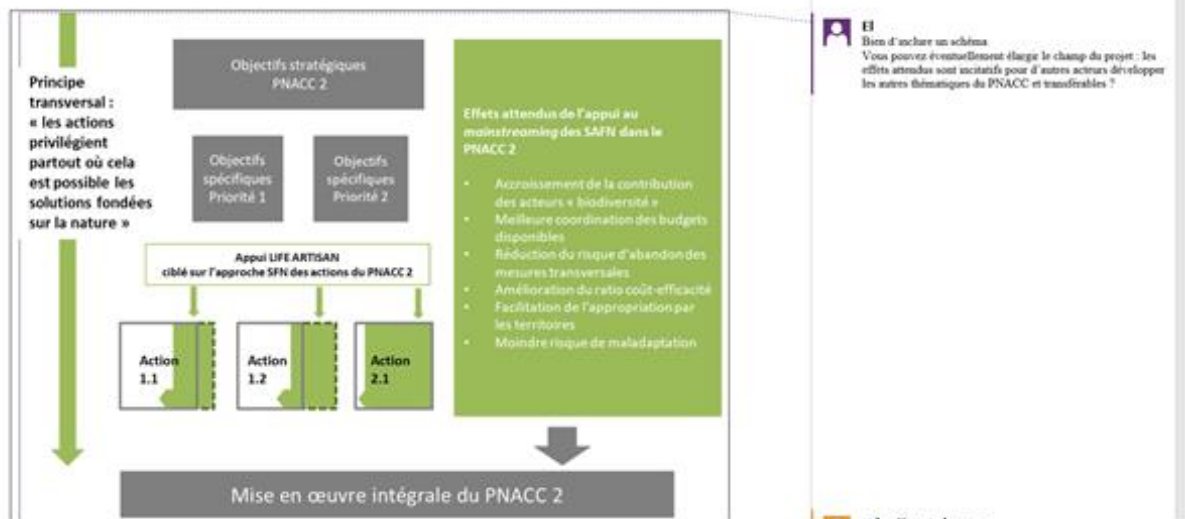 Principe
transversal :
« les actions
privilégient
partout où cela
est possible les
solutions fondées
sur la nature »
Objectifs stratégiques
PNACC 2
Objectifs
spécifiques
Priorité 1
Objectifs
spécifiques
Priorité 2
Appui LIFE ARTISAN
ciblé sur l'approche SFN des actions du PNACC 2
Action
1.1
Action
1.2
Action
2.1
Effets attendus de l'appui au
mainstreaming des SAFN dans le
PNACC 2
• Accroissement de la contribution
des acteurs « biodiversité »
• Meilleure coordination des budgets
disponibles
• Réduction du risque d'abandon des
mesures transversales
• Amélioration du ratio coût-efficacité
• Facilitation de l'appropriation par
les territoires
• Moindre risque de maladaptation
Mise en œuvre intégrale du PNACC 2
EI
Bien d'inclure un schéma
Vous pouvez éventuellement élargir le champ du projet : les
effets attendus sont incitatifs pour d'autres acteurs développer
les autres thématiques du PNACC et transférables ?